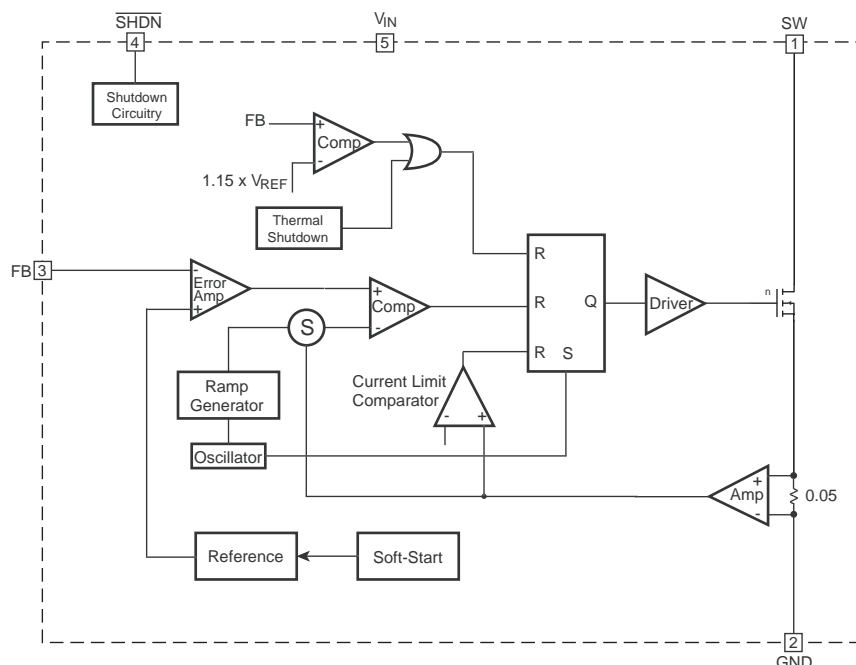 SHDN
VIN
SW
4
5
1
Shutdown
Circuitry
FB
+
Comp
-
1.15 x VREF
Thermal
Shutdown
FB
3
-
Error
Amp
+
+
Comp
-
S
R
R
Q
R
S
Driver
n
Ramp
Generator
Current Limit
Comparator
-
+
Oscillator
+
Amp
-
0.05
Reference
Soft-Start
2
GND